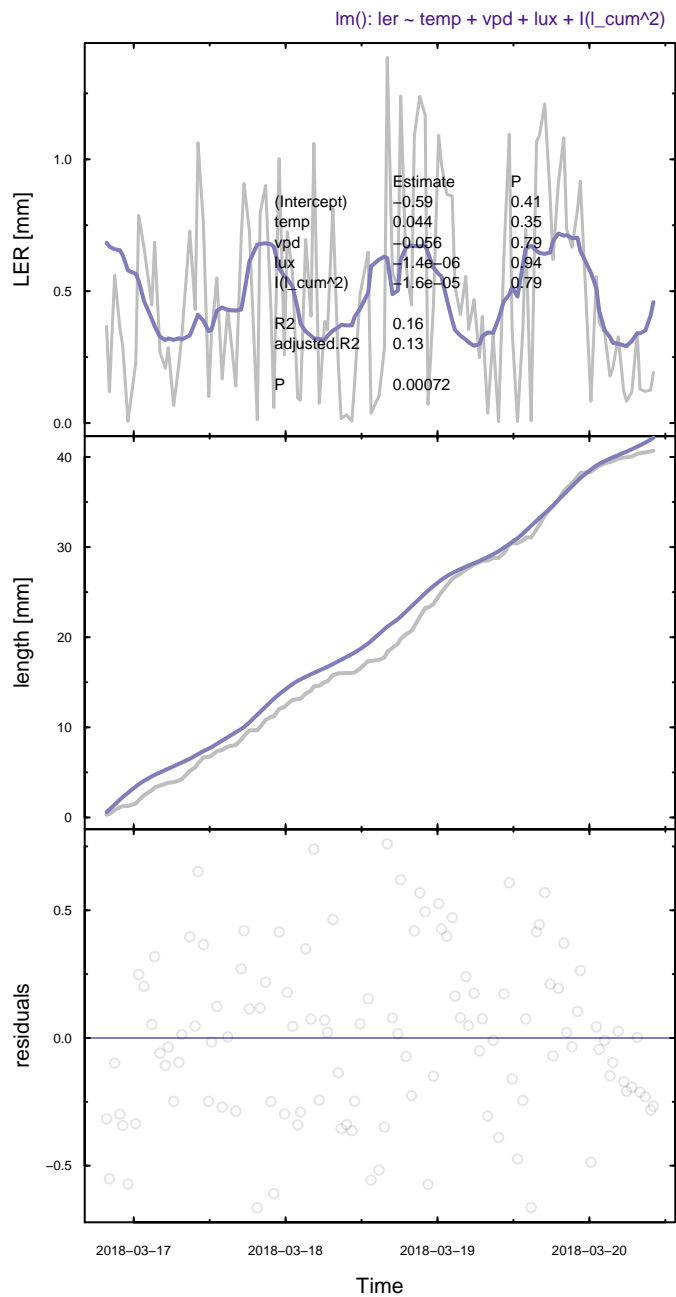 lm(): ler ~ temp + vpd + lux + I(l_cum^2)
LER [mm]
1.0
0.5
0.0
Estimate P
(Intercept) −0.59 0.41
temp 0.044 0.35
vpd −0.056 0.79
lux −1.4e−06 0.94
I(l_cum^2) −1.6e−05 0.79
R2 0.16
adjusted.R2 0.13
P 0.00072
length [mm]
40
30
20
10
0
residuals
0.5
0.0
−0.5
2018−03−17 2018−03−18 2018−03−19 2018−03−20
Time